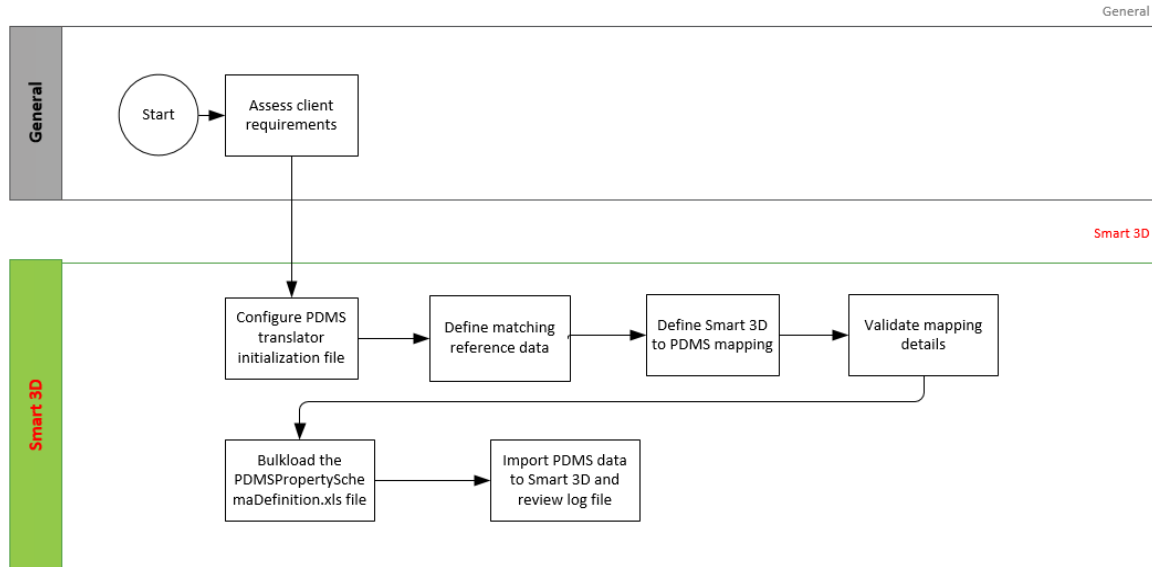 General
General
Start
Assess client
requirements
Smart 3D
Smart 3D
Configure PDMS
translator
initialization file
Define matching
reference data
Define Smart 3D
to PDMS mapping
Validate mapping
details
Bulkload the
PDMSPropertySche
maDefinition.xls file
Import PDMS data
to Smart 3D and
review log file